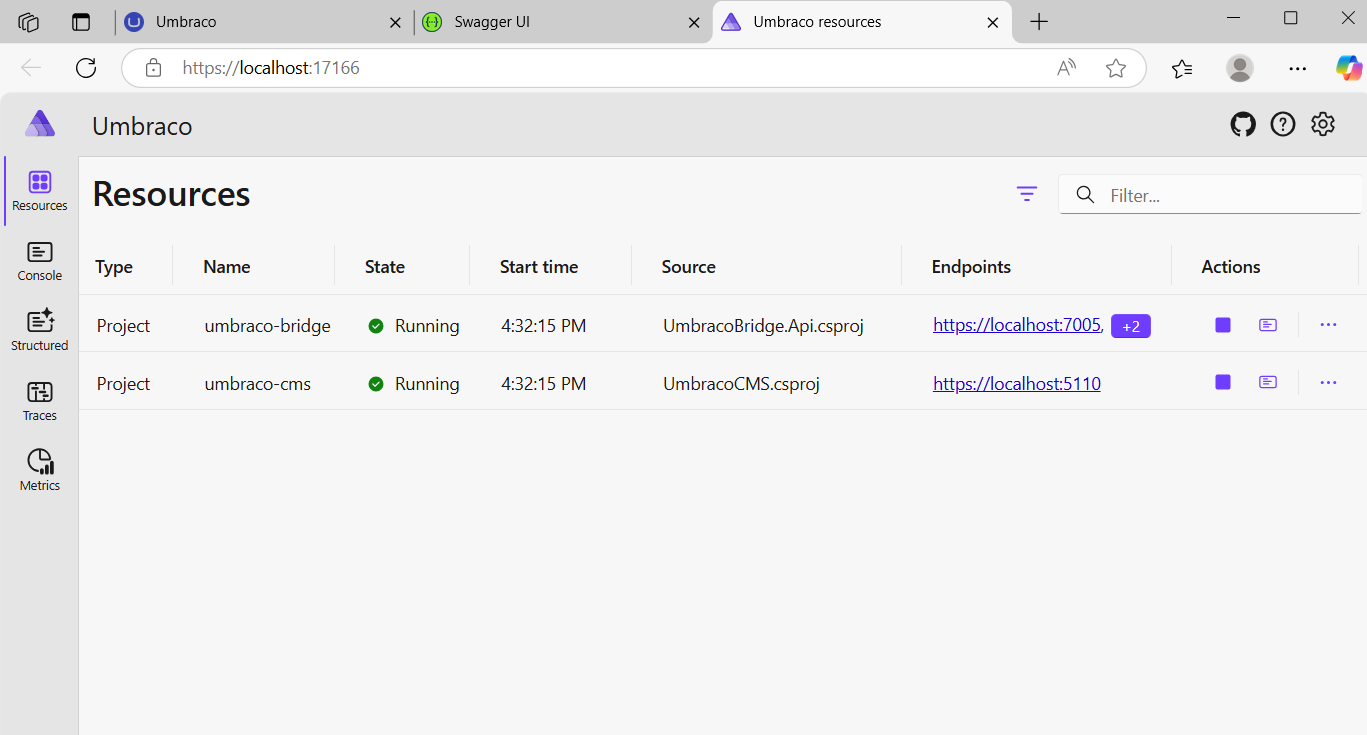 Umbraco
Swagger UI
Umbraco resources
https://localhost:17166
Umbraco
Resources
Filter...
Resources
Console
Structured
Traces
Metrics
Type Name State Start time Source Endpoints Actions
Project umbraco-bridge Running 4:32:15 PM UmbracoBridge.Api.csproj https://localhost:7005, +2
Project umbraco-cms Running 4:32:15 PM UmbracoCMS.csproj https://localhost:5110